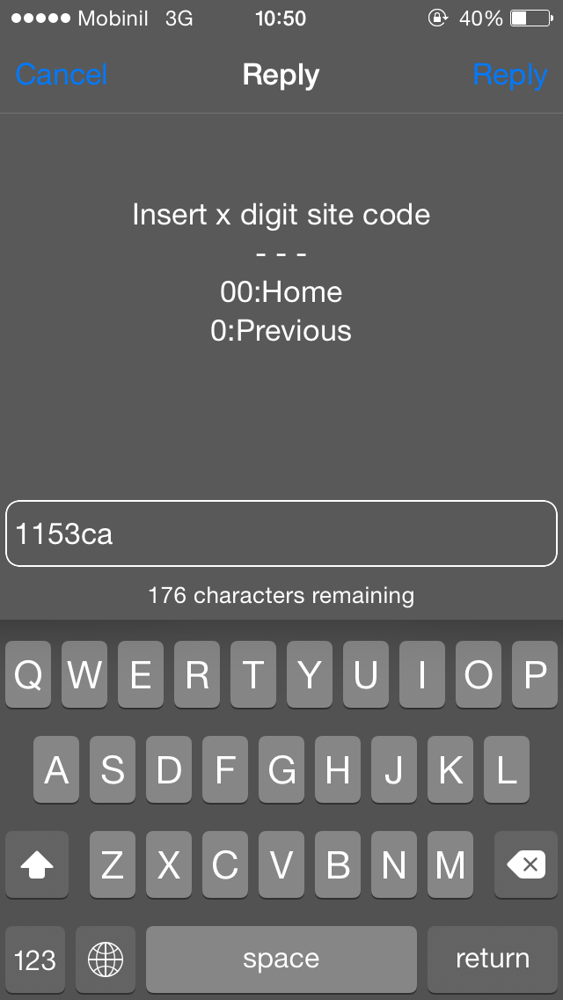 Mobinil 3G 10:50 40%
Cancel Reply Reply
Insert x digit site code
- - -
00:Home
0:Previous
1153ca
176 characters remaining
Q W E R T Y U I O P
A S D F G H J K L
Z X C V B N M
123 space return